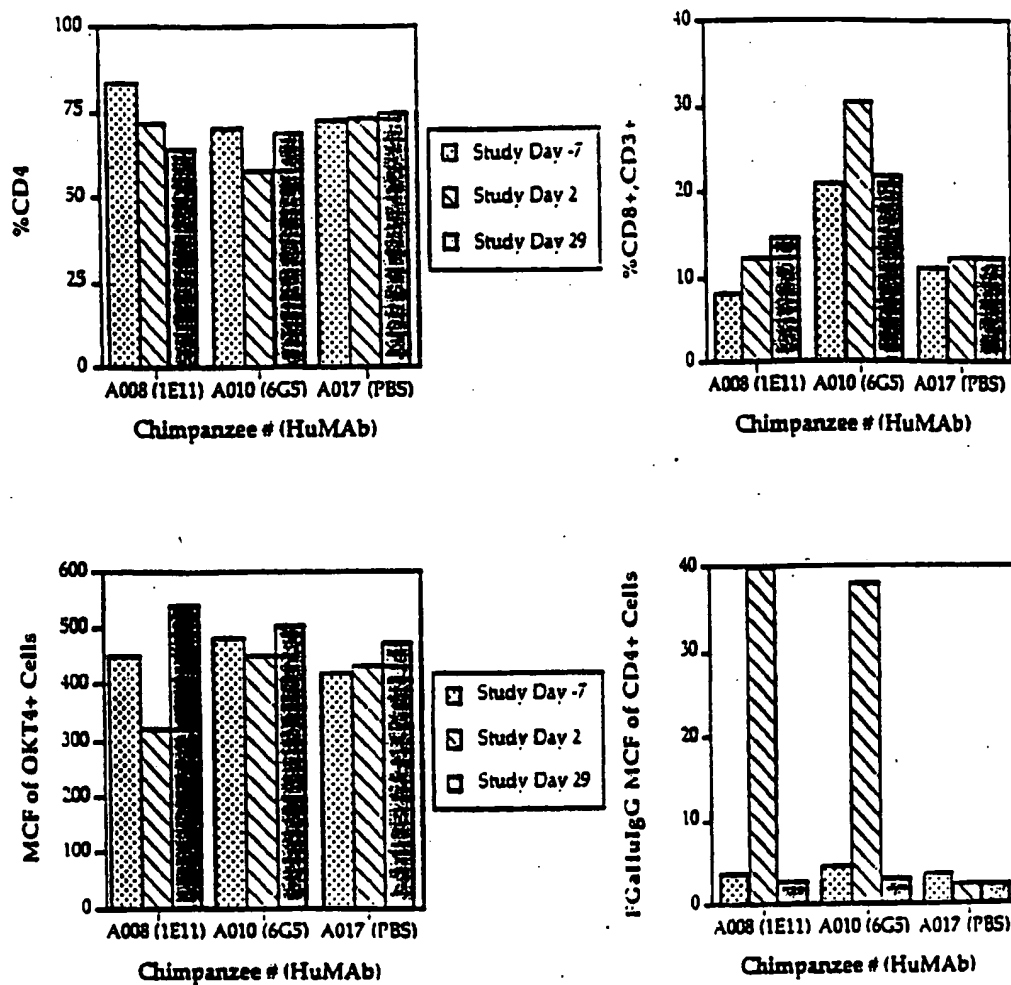 %CD4
100
75
50
25
0
A008 (1E11) A010 (6G5) A017 (PBS)
Chimpanzee # (HuMAb)
Study Day -7
Study Day 2
Study Day 29
%CD8+,CD3+
40
30
20
10
0
A008 (1E11) A010 (6G5) A017 (PBS)
Chimpanzee # (HuMAb)
MCF of OKT4+ Cells
600
500
400
300
200
100
0
A008 (1E11) A010 (6G5) A017 (PBS)
Chimpanzee # (HuMAb)
Study Day -7
Study Day 2
Study Day 29
MCF of CD4+ Cells
40
30
20
10
0
A008 (1E11) A010 (6G5) A017 (PBS)
Chimpanzee # (HuMAb)